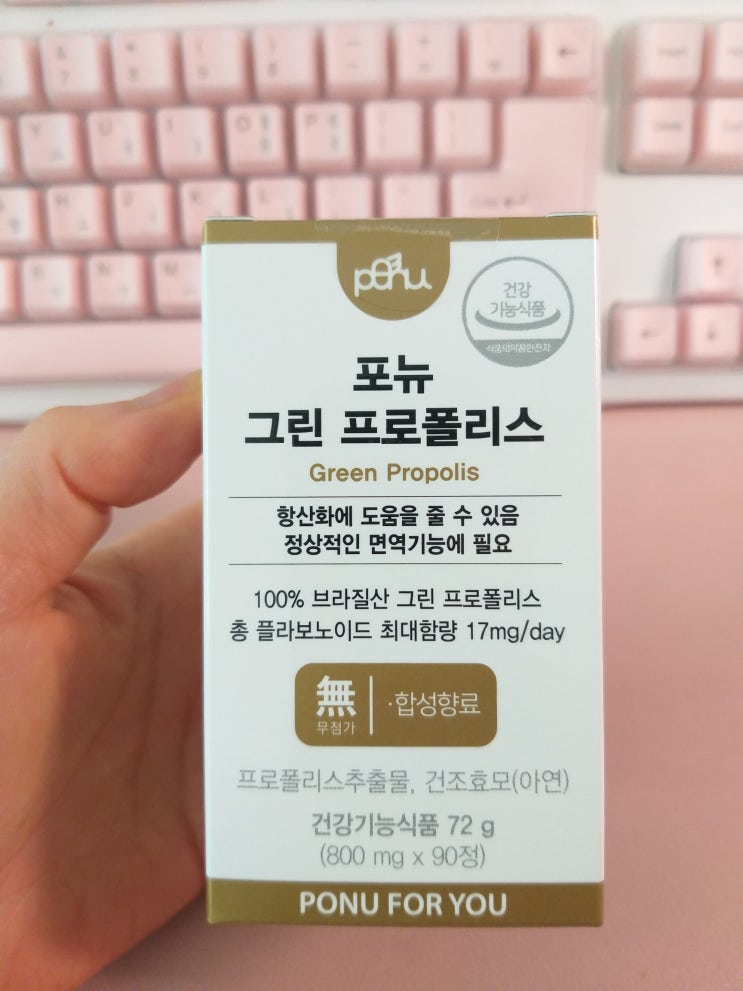 ponu
건강
기능식품
식품의약품안전처
포뉴
그린 프로폴리스
Green Propolis
항산화에 도움을 줄 수 있음
정상적인 면역기능에 필요
100% 브라질산 그린 프로폴리스
총 플라보노이드 최대함량 17mg/day
無
무첨가
·합성향료
프로폴리스추출물, 건조효모(아연)
건강기능식품 72 g
(800 mg x 90정)
PONU FOR YOU